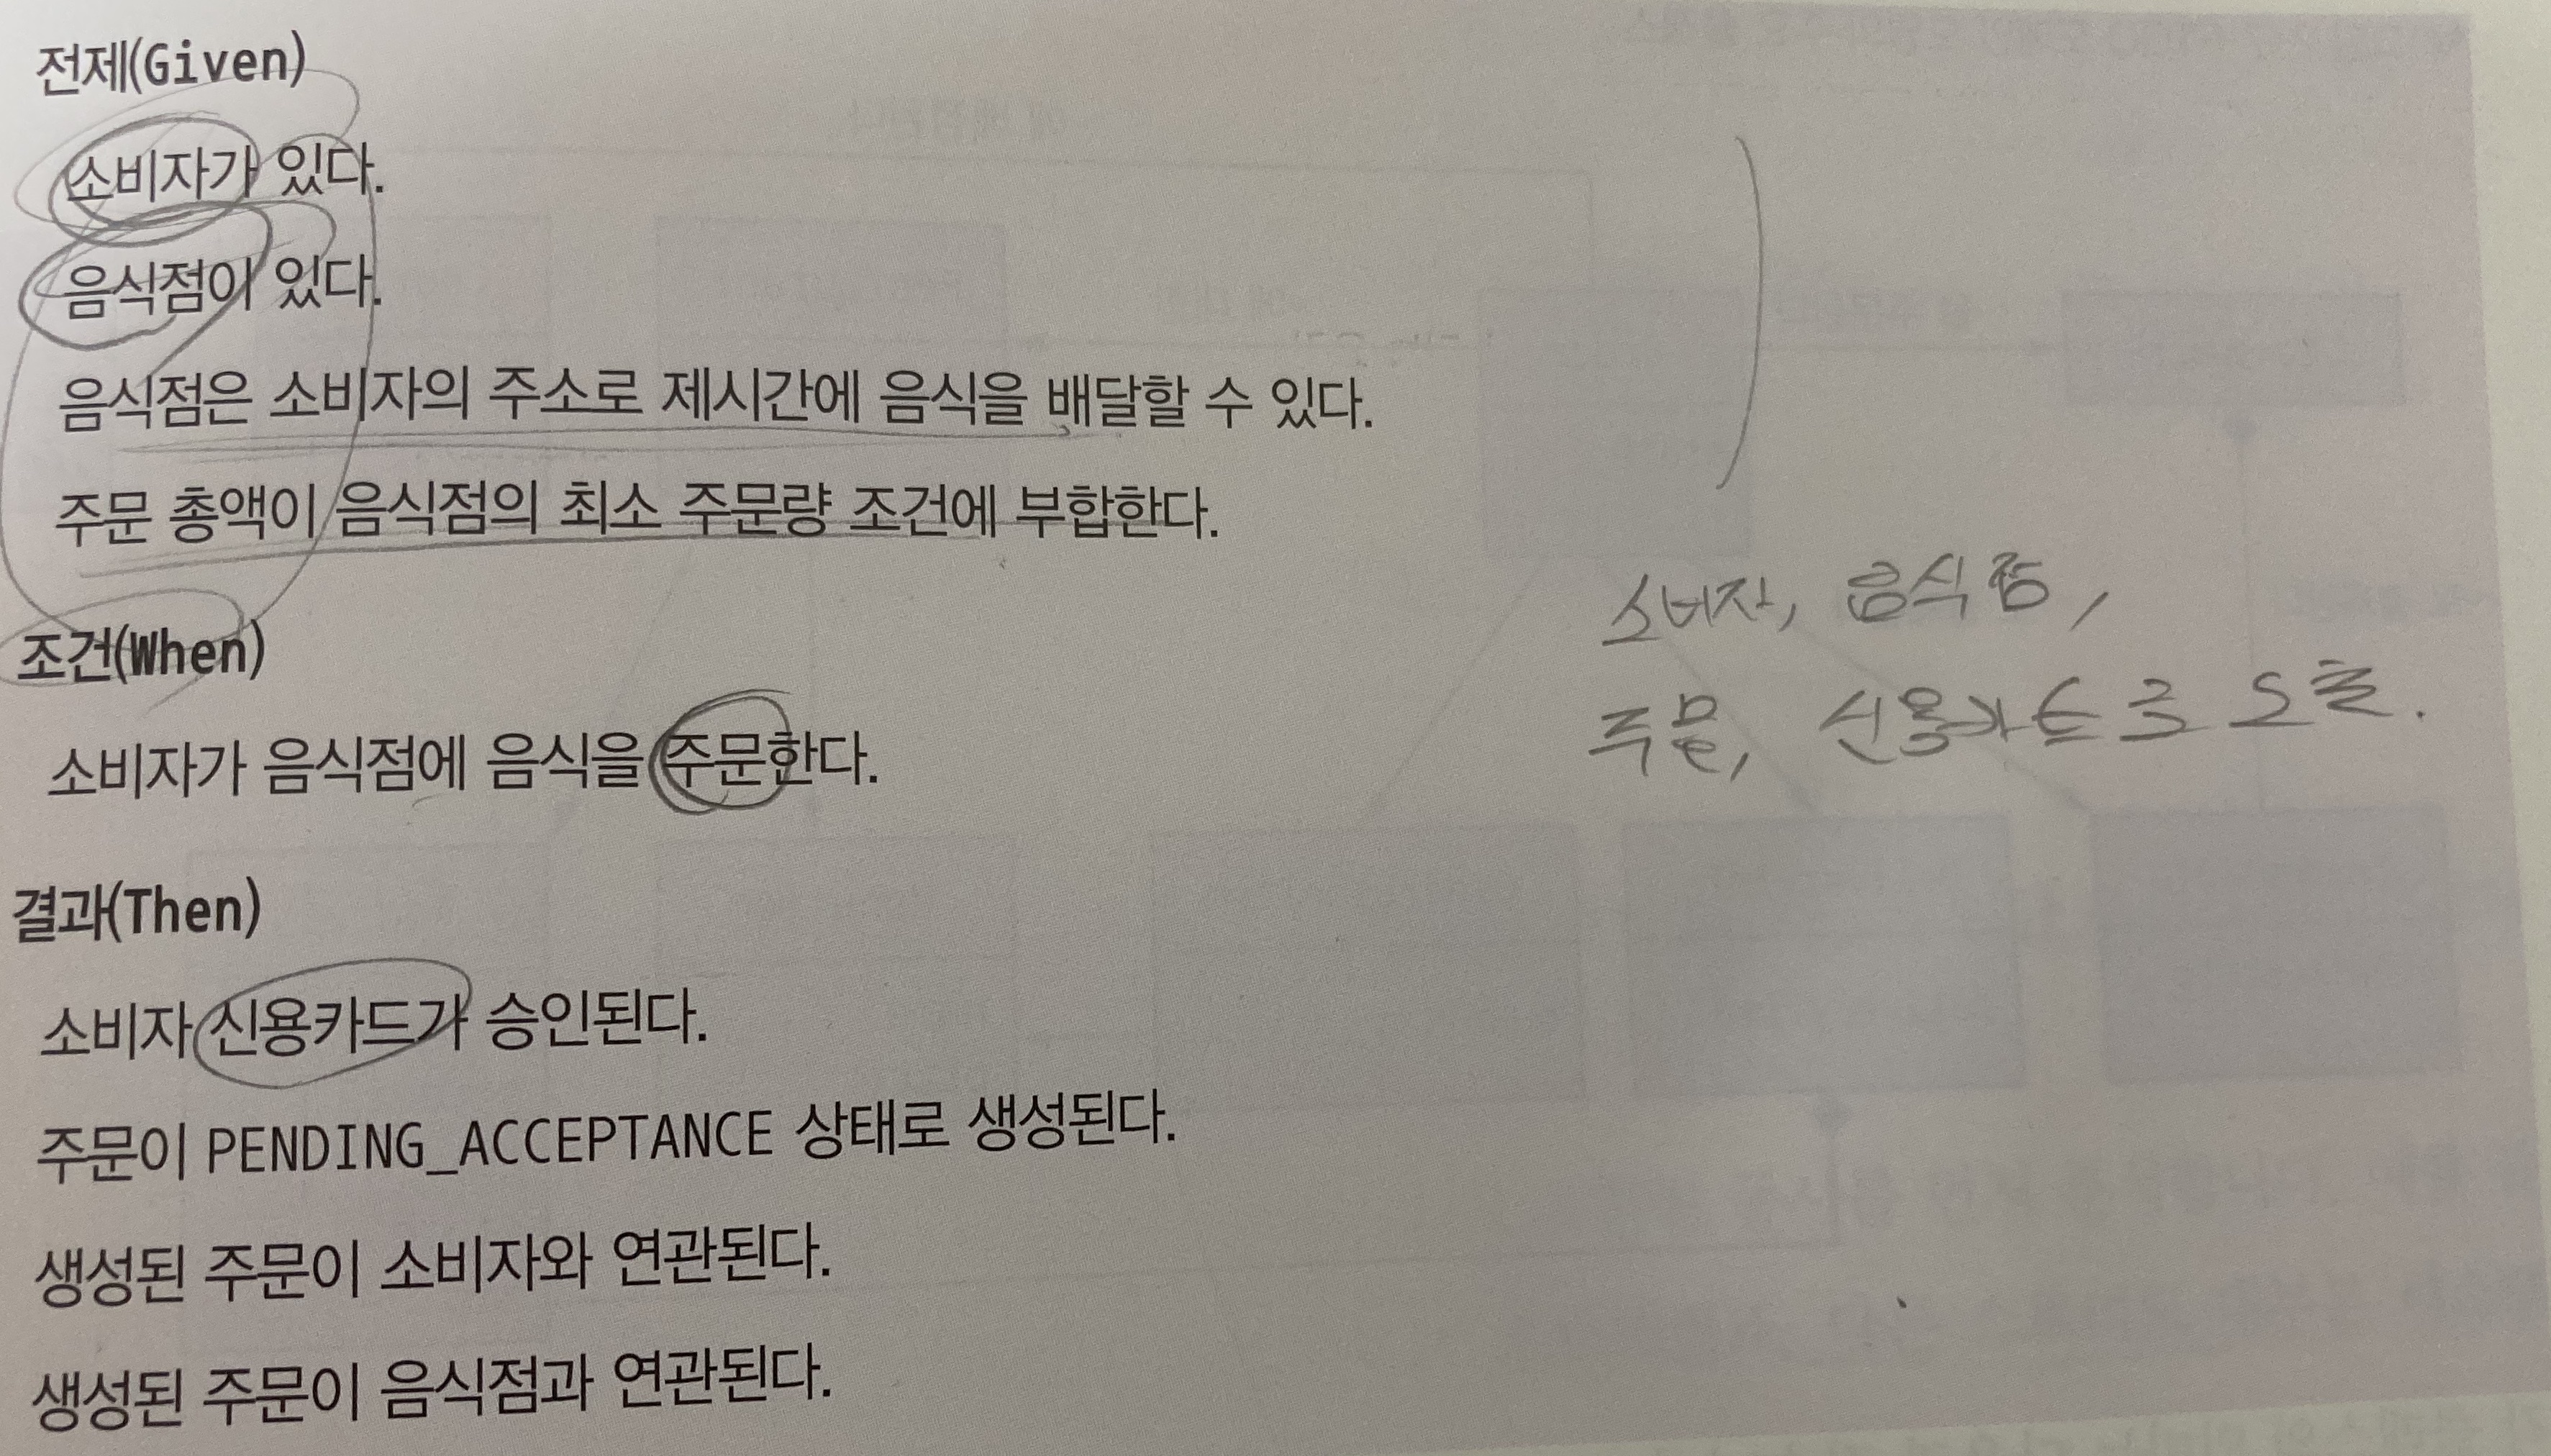 전제(Given)
소비자가 있다.
음식점이 있다.
음식점은 소비자의 주소로 제시간에 음식을 배달할 수 있다.
주문 총액이 음식점의 최소 주문량 조건에 부합한다.
조건(When)
소비자가 음식점에 음식을 주문한다.
소비자, 음식점,
주문, 신용카드로
결과(Then)
소비자 신용카드가 승인된다.
주문이 PENDING_ACCEPTANCE 상태로 생성된다.
생성된 주문이 소비자와 연관된다.
생성된 주문이 음식점과 연관된다.